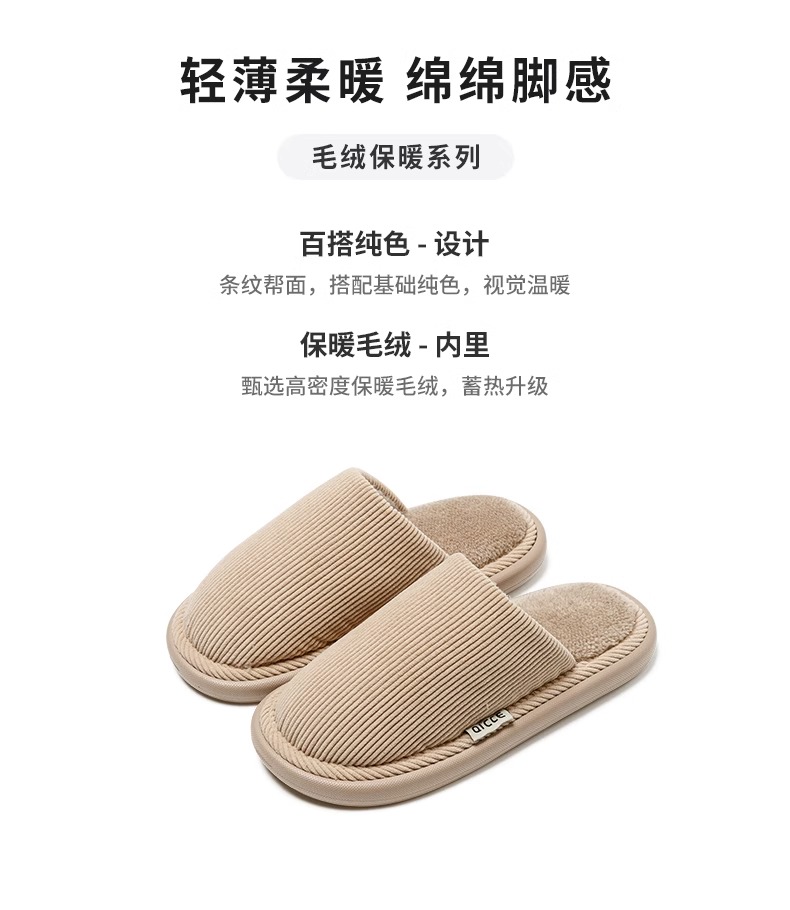 轻薄柔暖 绵绵脚感
毛绒保暖系列
百搭纯色 - 设计
条纹帮面，搭配基础纯色，视觉温暖
保暖毛绒 - 内里
甄选高密度保暖毛绒，蓄热升级